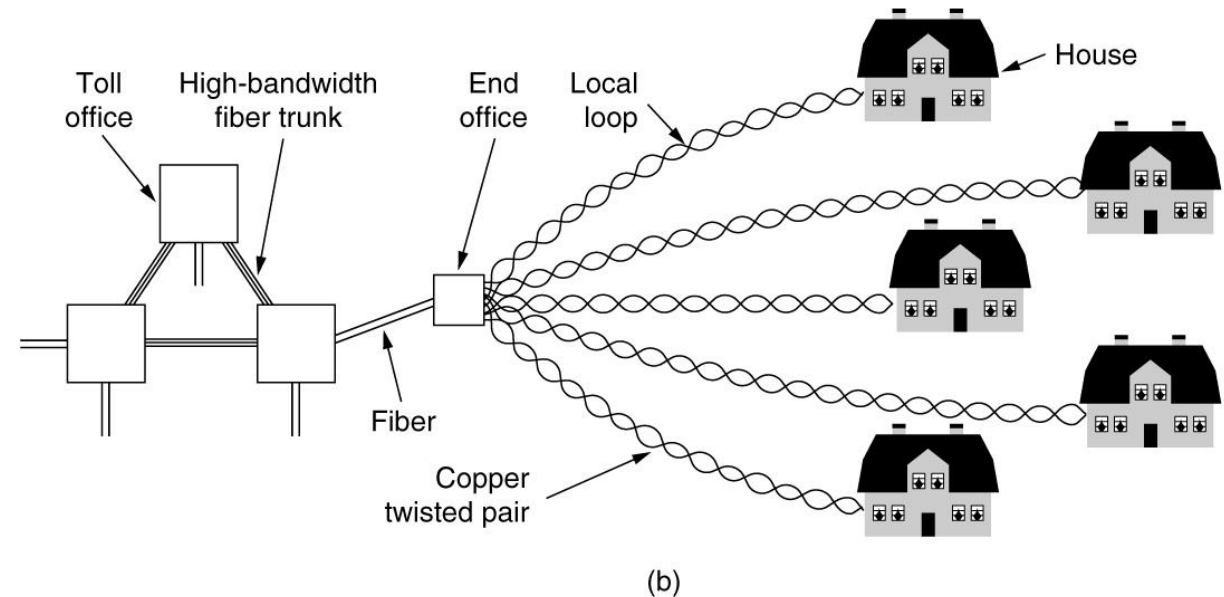 Toll
office
High-bandwidth
fiber trunk
End
office
Local
loop
House
Fiber
Copper
twisted pair
(b)